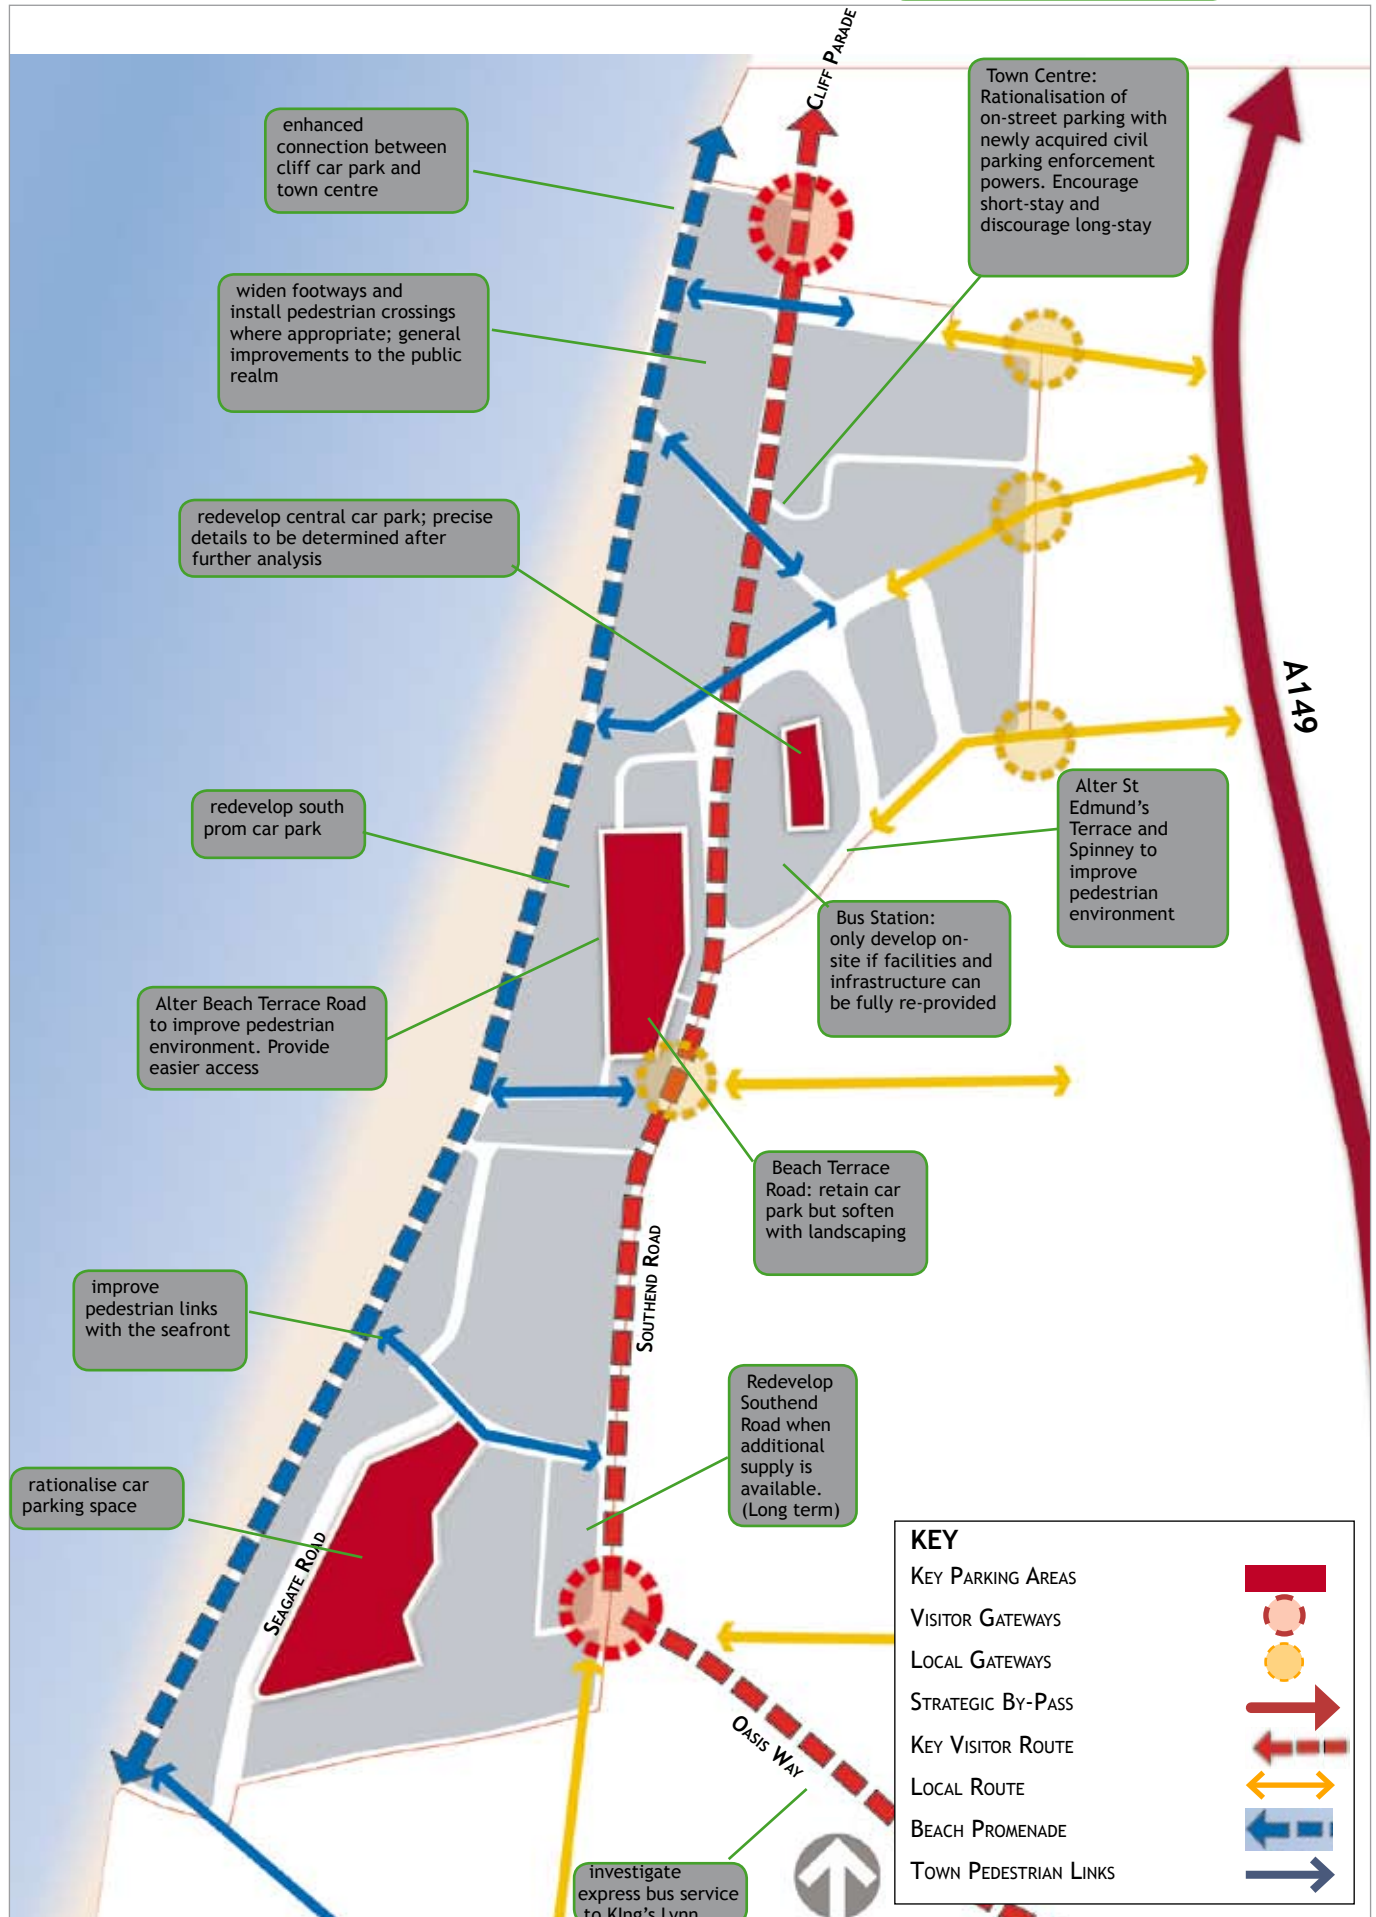 CLIFF PARADE
Town Centre:
Rationalisation of
on-street parking with
newly acquired civil
parking enforcement
powers. Encourage
short-stay and
discourage long-stay
enhanced
connection between
cliff car park and
town centre
widen footways and
install pedestrian crossings
where appropriate; general
improvements to the public
realm
redevelop central car park; precise
details to be determined after
further analysis
A149
redevelop south
prom car park
Alter St
Edmund's
Terrace and
Spinney to
improve
pedestrian
environment
Bus Station:
only develop on-
site if facilities and
infrastructure can
be fully re-provided
Alter Beach Terrace Road
to improve pedestrian
environment. Provide
easier access
Beach Terrace
Road: retain car
park but soften
with landscaping
SOUTHEND ROAD
improve
pedestrian links
with the seafront
Redevelop
Southend
Road when
additional
supply is
available.
(Long term)
rationalise car
parking space
SEAGATE ROAD
OASIS WAY
investigate
express bus service
to KIng's Lynn
KEY
KEY PARKING AREAS
VISITOR GATEWAYS
LOCAL GATEWAYS
STRATEGIC BY-PASS
KEY VISITOR ROUTE
LOCAL ROUTE
BEACH PROMENADE
TOWN PEDESTRIAN LINKS